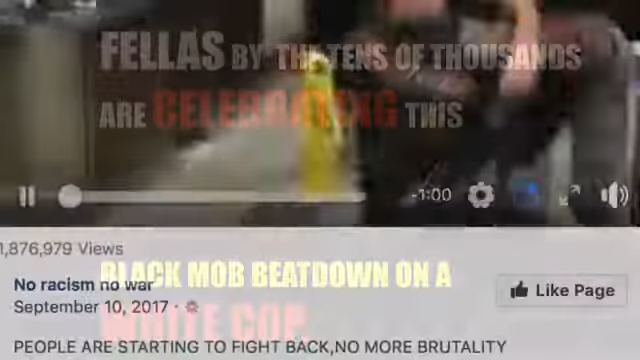 FELLAS BY THE TENS OF THOUSANDS
ARE CELEBRATING THIS
-1:00
1,876,979 Views
BLACK MOB BEATDOWN ON A
No racism no war
Like Page
September 10, 2017 ·
WHITE COP
PEOPLE ARE STARTING TO FIGHT BACK,NO MORE BRUTALITY